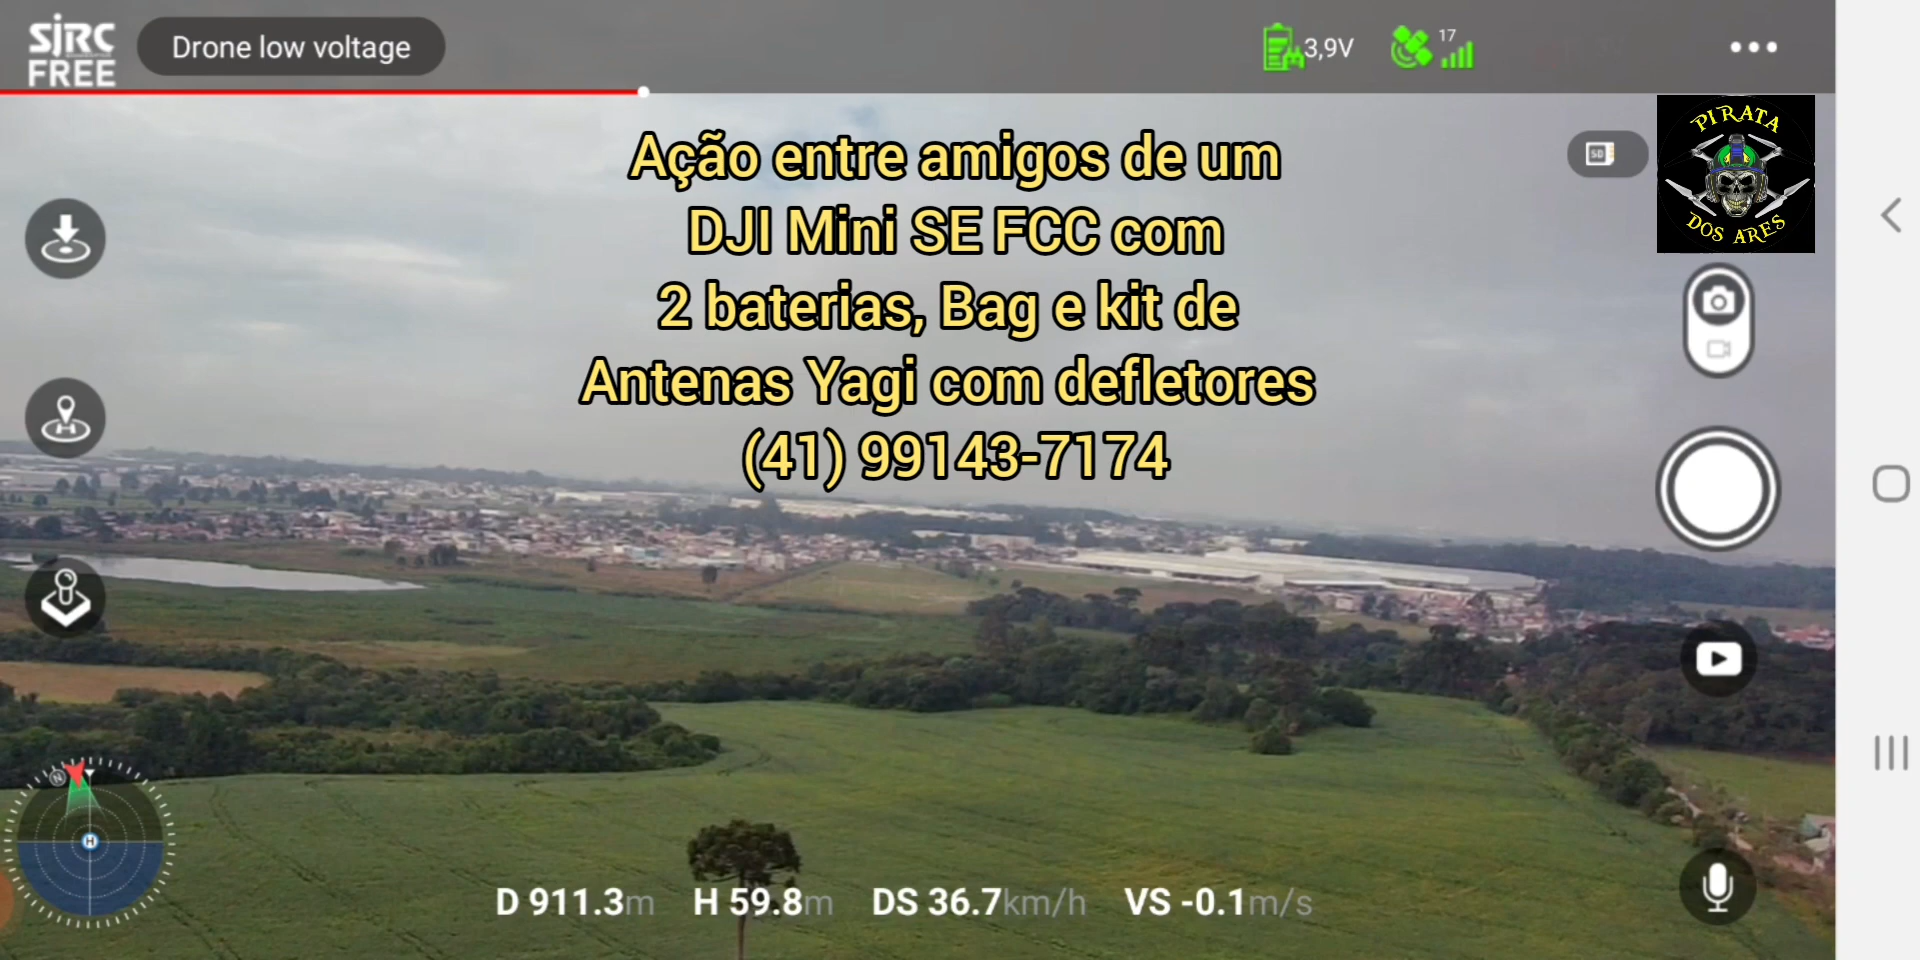 SJRC
FREE
Drone low voltage
3,9V
17
SD
PIRATA
DOS ARES
Ação entre amigos de um
DJI Mini SE FCC com
2 baterias, Bag e kit de
Antenas Yagi com defletores
(41) 99143-7174
N
H
D 911.3m H 59.8m DS 36.7km/h VS -0.1m/s